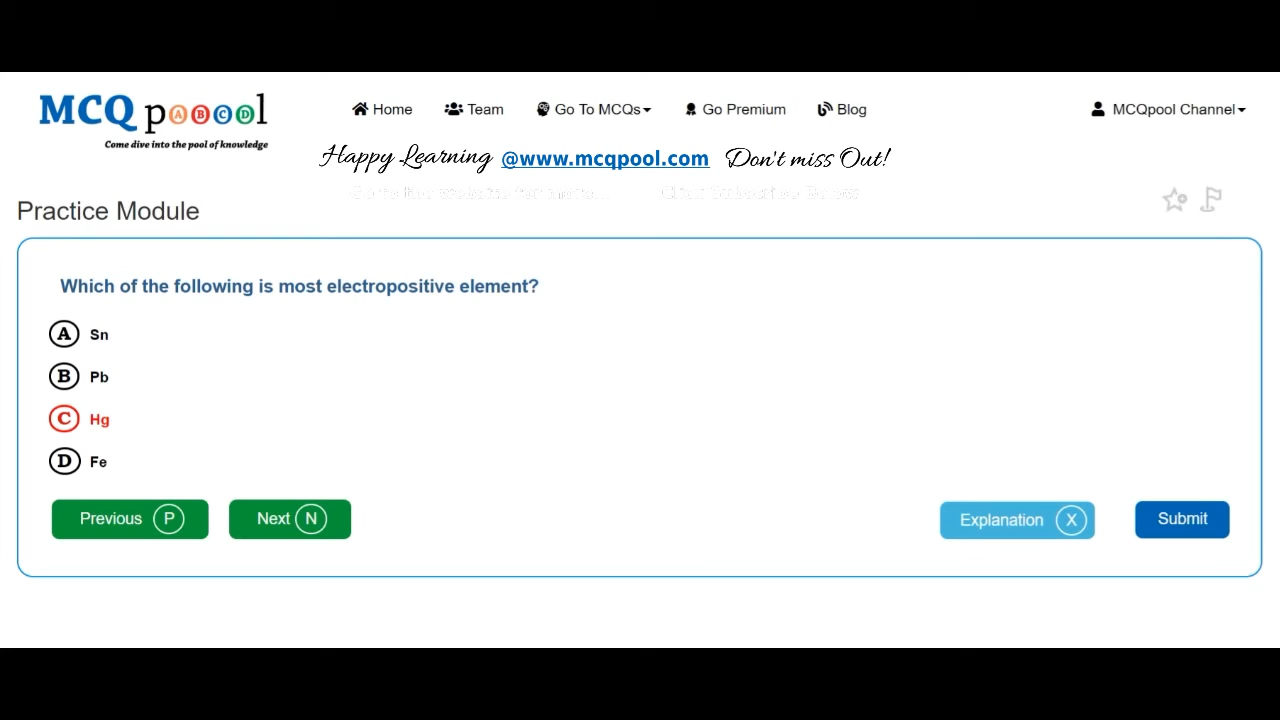 MCQ pABCDl
Come dive into the pool of knowledge
Home Team Go To MCQs Go Premium Blog MCQpool Channel
Happy Learning @www.mcqpool.com Don't miss Out!
Practice Module
Which of the following is most electropositive element?
A Sn
B Pb
C Hg
D Fe
Previous P Next N Explanation X Submit